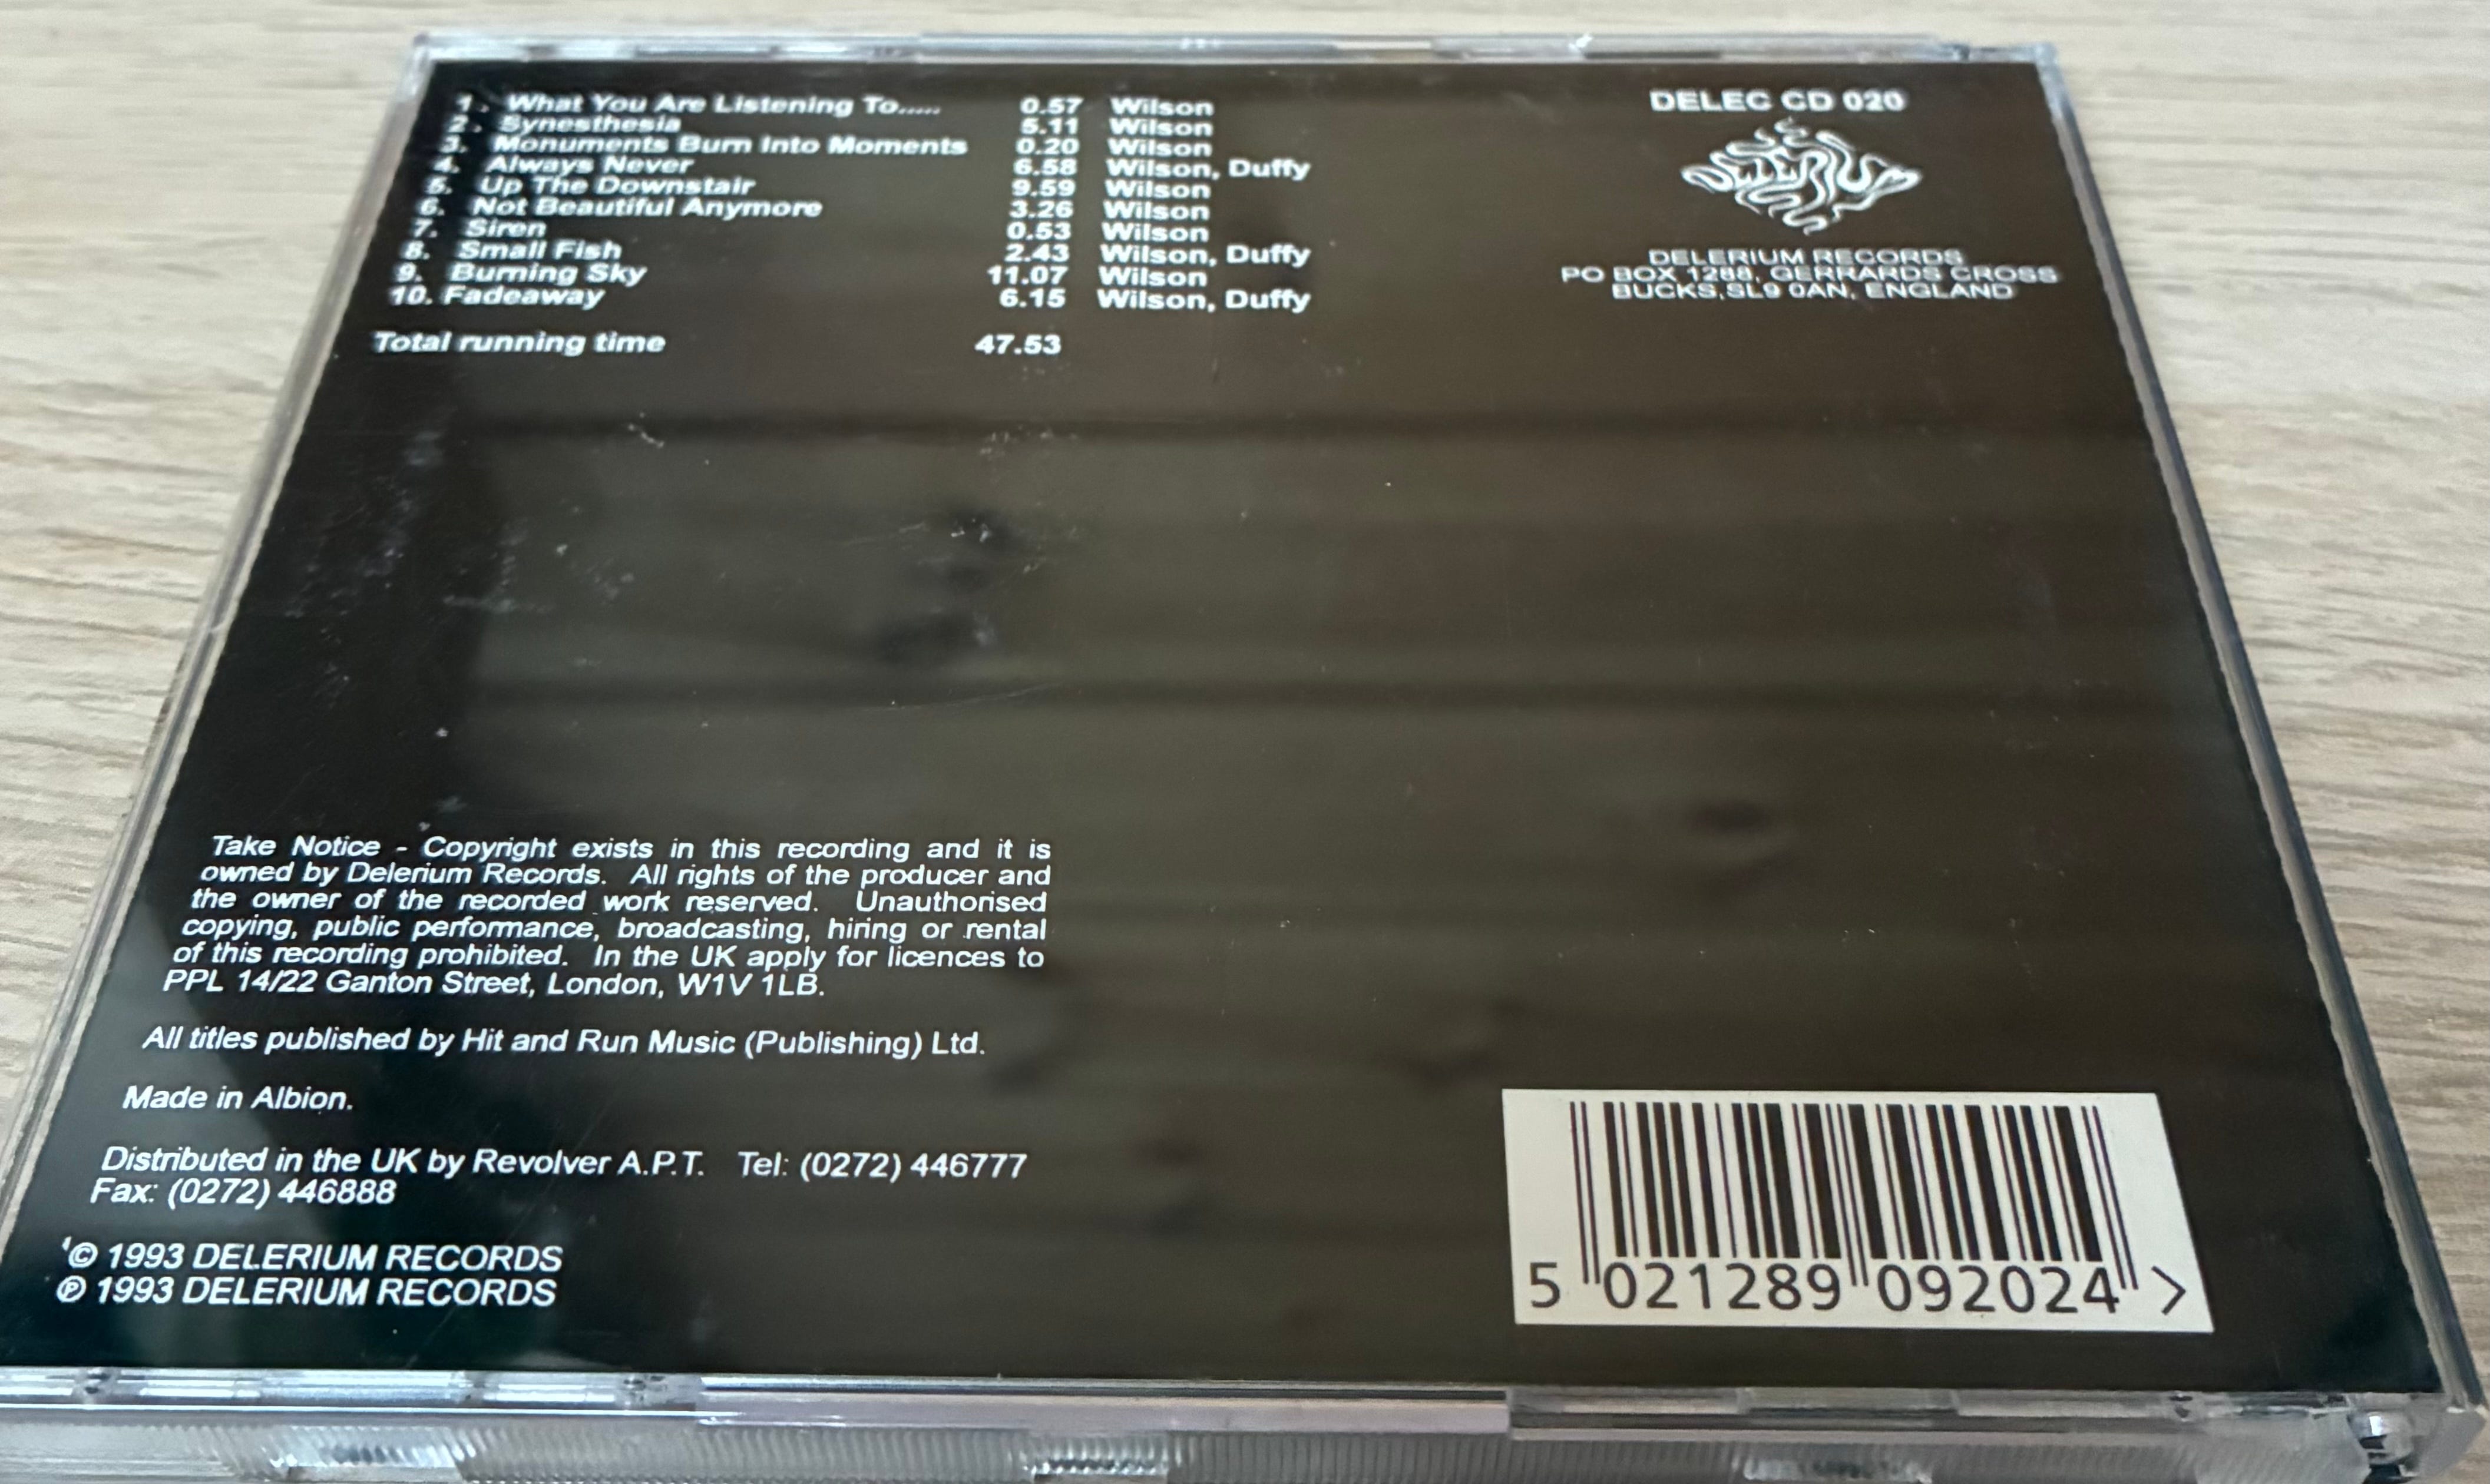 1. What You Are Listening To..... 0.57 Wilson
2. Synesthesia 5.11 Wilson
3. Monuments Burn Into Moments 0.20 Wilson
4. Always Never 6.58 Wilson, Duffy
5. Up The Downstair 9.59 Wilson
6. Not Beautiful Anymore 3.26 Wilson
7. Siren 0.53 Wilson
8. Small Fish 2.43 Wilson, Duffy
9. Burning Sky 11.07 Wilson
10. Fadeaway 6.15 Wilson, Duffy
Total running time 47.53
DELEC CD 020
DELERIUM
DELERIUM RECORDS
PO BOX 1288, GERRARDS CROSS
BUCKS,SL9 0AN, ENGLAND
Take Notice - Copyright exists in this recording and it is
owned by Delerium Records. All rights of the producer and
the owner of the recorded work reserved. Unauthorised
copying, public performance, broadcasting, hiring or rental
of this recording prohibited. In the UK apply for licences to
PPL 14/22 Ganton Street, London, W1V 1LB.
All titles published by Hit and Run Music (Publishing) Ltd.
Made in Albion.
Distributed in the UK by Revolver A.P.T. Tel: (0272) 446777
Fax: (0272) 446888
© 1993 DELERIUM RECORDS
℗ 1993 DELERIUM RECORDS
5 021289 092024 >